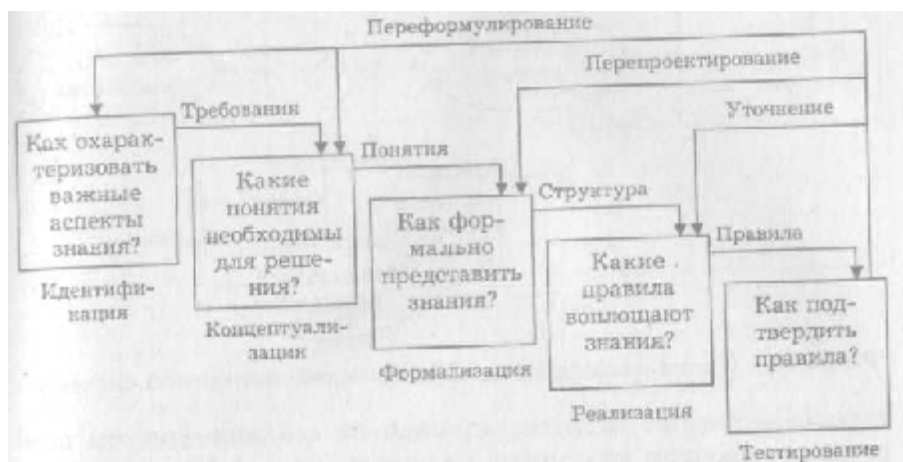 Переформулирование
Перепроектирование
Уточнение
Требования
Понятия
Структура
Правила
Как охарак-
теризовать
важные
аспекты
знания?
Идентифи-
кация
Какие
понятия
необходимы
для реше-
ния?
Концептуали-
зация
Как фор-
мально
представить
знания?
Формализация
Какие
правила
воплощают
знания?
Реализация
Как под-
твердить
правила?
Тестирование